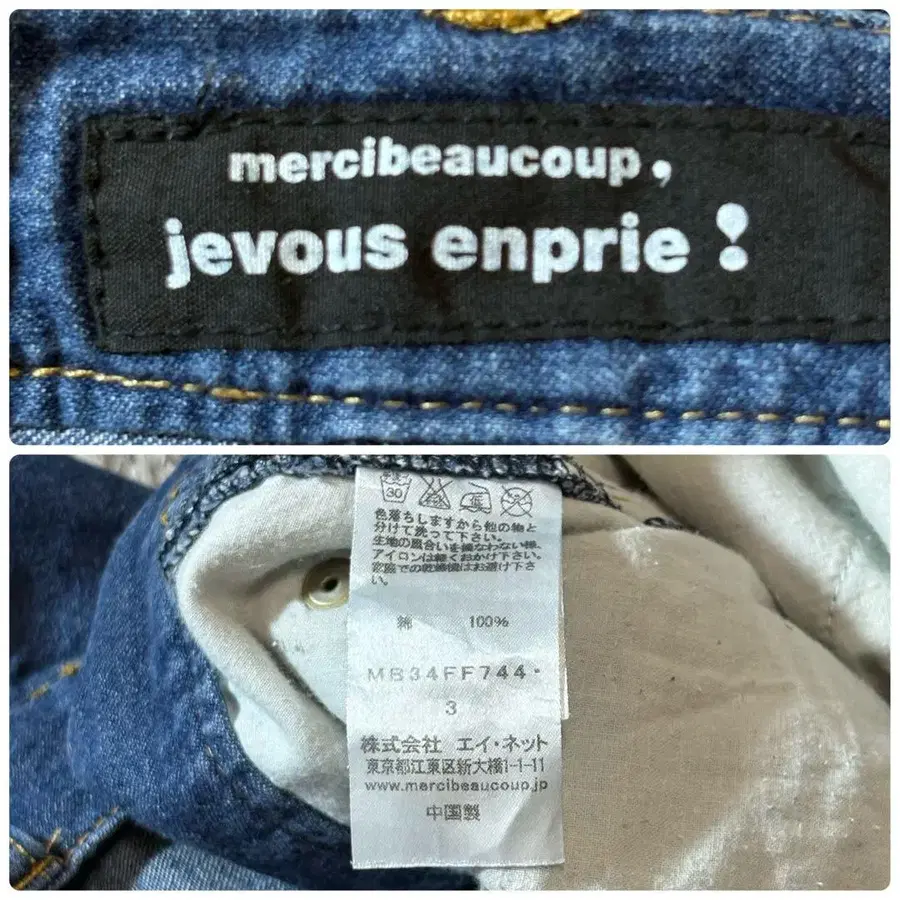 mercibeaucoup,
jevous enprie !
30
色落ちしますから他の物と
分けて洗って下さい。
生地の風合いを損なわない様、
アイロンは軽くおかけ下さい。
家庭での乾燥機はお避け下さ
い。
綿 100%
MB34FF744-
3
株式会社 エイ・ネット
東京都江東区新大橋1-1-11
www.mercibeaucoup.jp
中国製